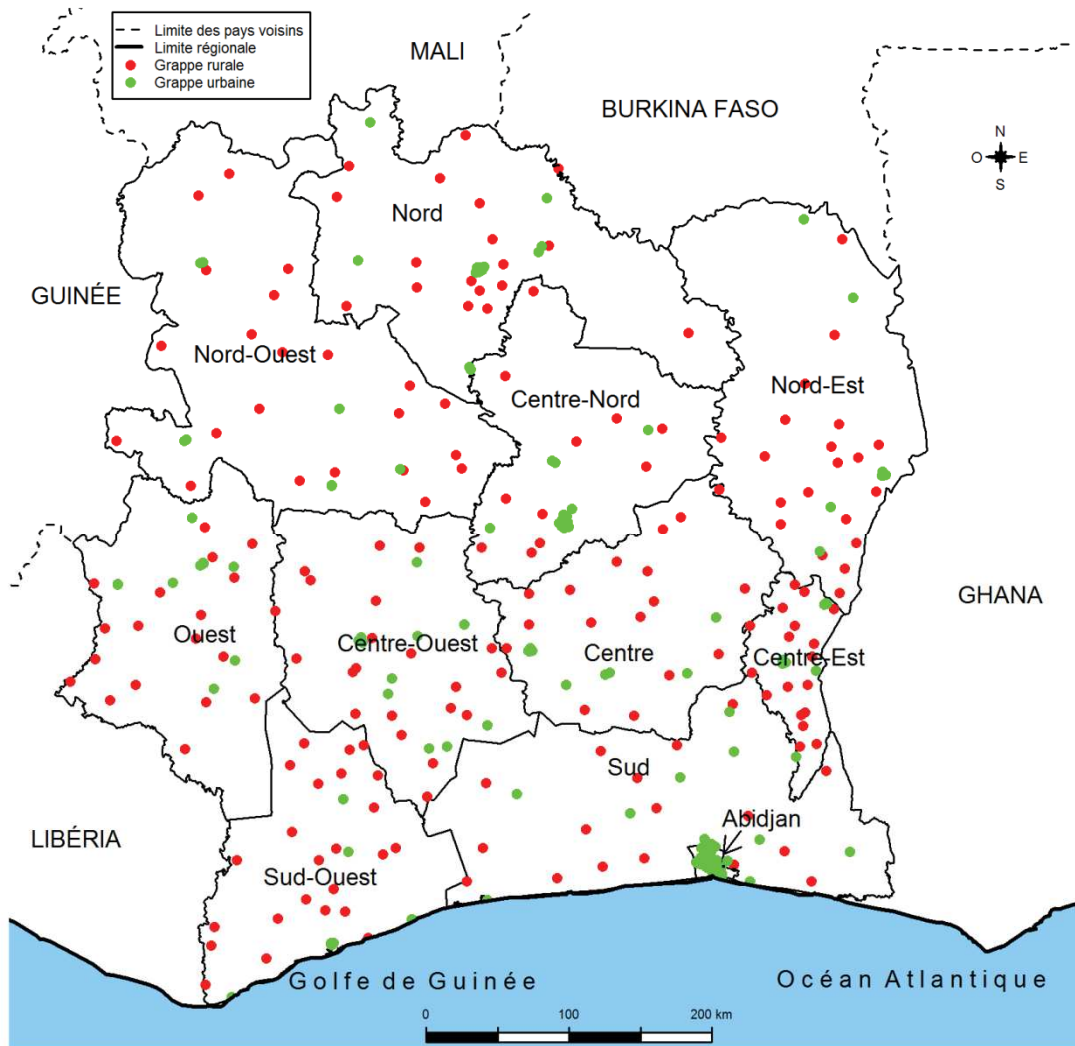 Limite des pays voisins
Limite régionale
Grappe rurale
Grappe urbaine
MALI
BURKINA FASO
N
O E
S
Nord
GUINÉE
Nord-Ouest
Centre-Nord
Nord-Est
GHANA
Ouest
Centre-Ouest
Centre
Centre-Est
Sud
Abidjan
LIBÉRIA
Sud-Ouest
Golfe de Guinée
Océan Atlantique
0 100 200 km